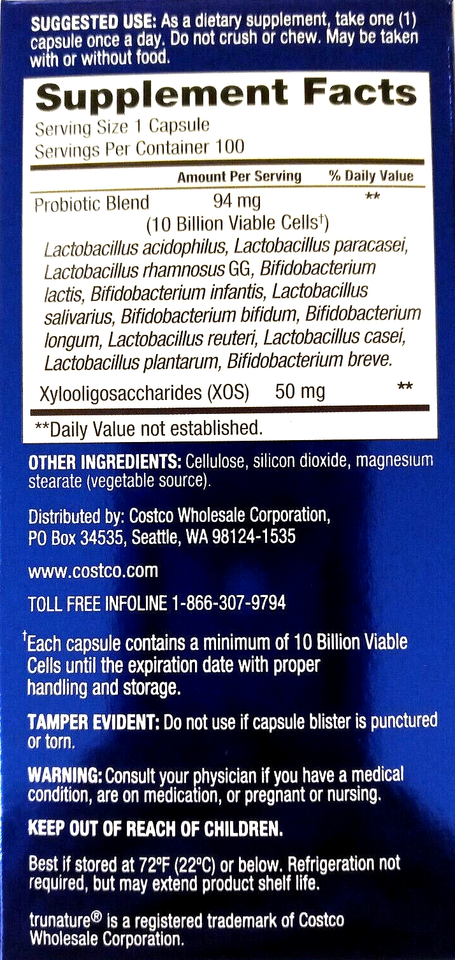 SUGGESTED USE: As a dietary supplement, take one (1)
capsule once a day. Do not crush or chew. May be taken
with or without food.
Supplement Facts
Serving Size 1 Capsule
Servings Per Container 100
Amount Per Serving % Daily Value
Probiotic Blend 94 mg **
(10 Billion Viable Cells†)
Lactobacillus acidophilus, Lactobacillus paracasei,
Lactobacillus rhamnosus GG, Bifidobacterium
lactis, Bifidobacterium infantis, Lactobacillus
salivarius, Bifidobacterium bifidum, Bifidobacterium
longum, Lactobacillus reuteri, Lactobacillus casei,
Lactobacillus plantarum, Bifidobacterium breve.
Xylooligosaccharides (XOS) 50 mg **
**Daily Value not established.
OTHER INGREDIENTS: Cellulose, silicon dioxide, magnesium
stearate (vegetable source).
Distributed by: Costco Wholesale Corporation,
PO Box 34535, Seattle, WA 98124-1535
www.costco.com
TOLL FREE INFOLINE 1-866-307-9794
†Each capsule contains a minimum of 10 Billion Viable
Cells until the expiration date with proper
handling and storage.
TAMPER EVIDENT: Do not use if capsule blister is punctured
or torn.
WARNING: Consult your physician if you have a medical
condition, are on medication, or pregnant or nursing.
KEEP OUT OF REACH OF CHILDREN.
Best if stored at 72ºF (22ºC) or below. Refrigeration not
required, but may extend product shelf life.
trunature® is a registered trademark of Costco
Wholesale Corporation.